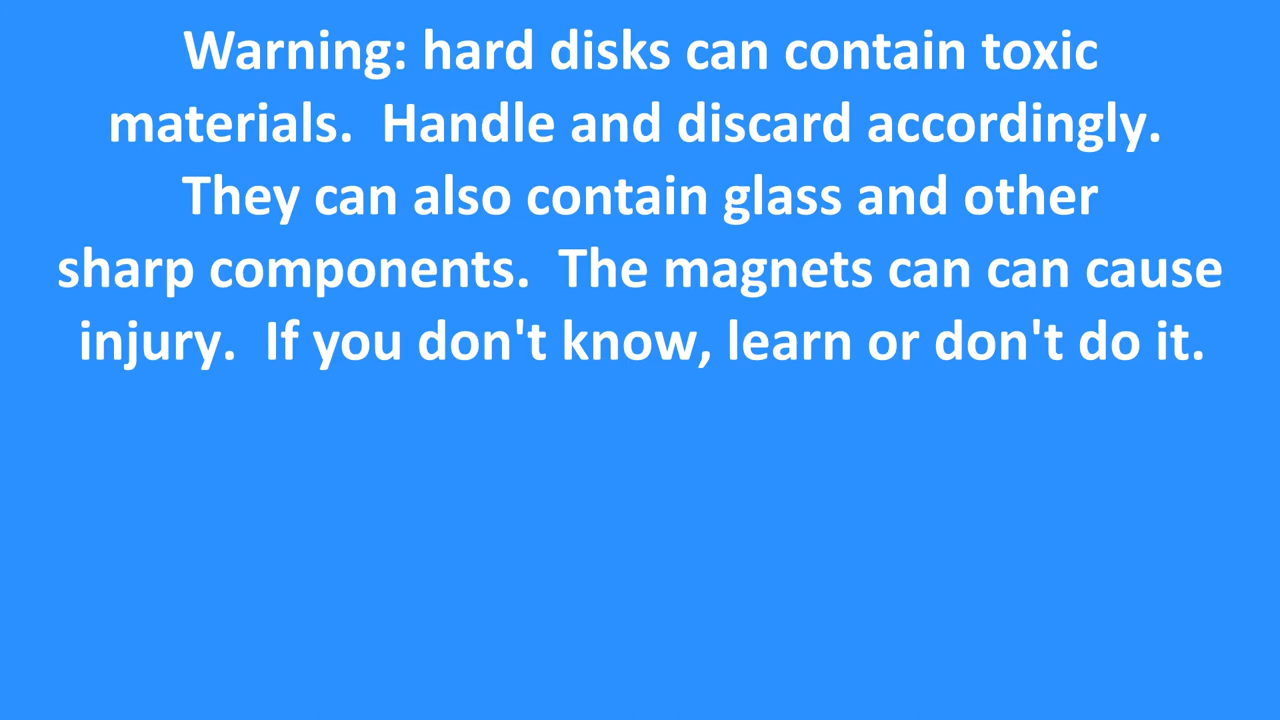 Warning: hard disks can contain toxic
materials.  Handle and discard accordingly.
They can also contain glass and other
sharp components.  The magnets can can cause
injury.  If you don't know, learn or don't do it.